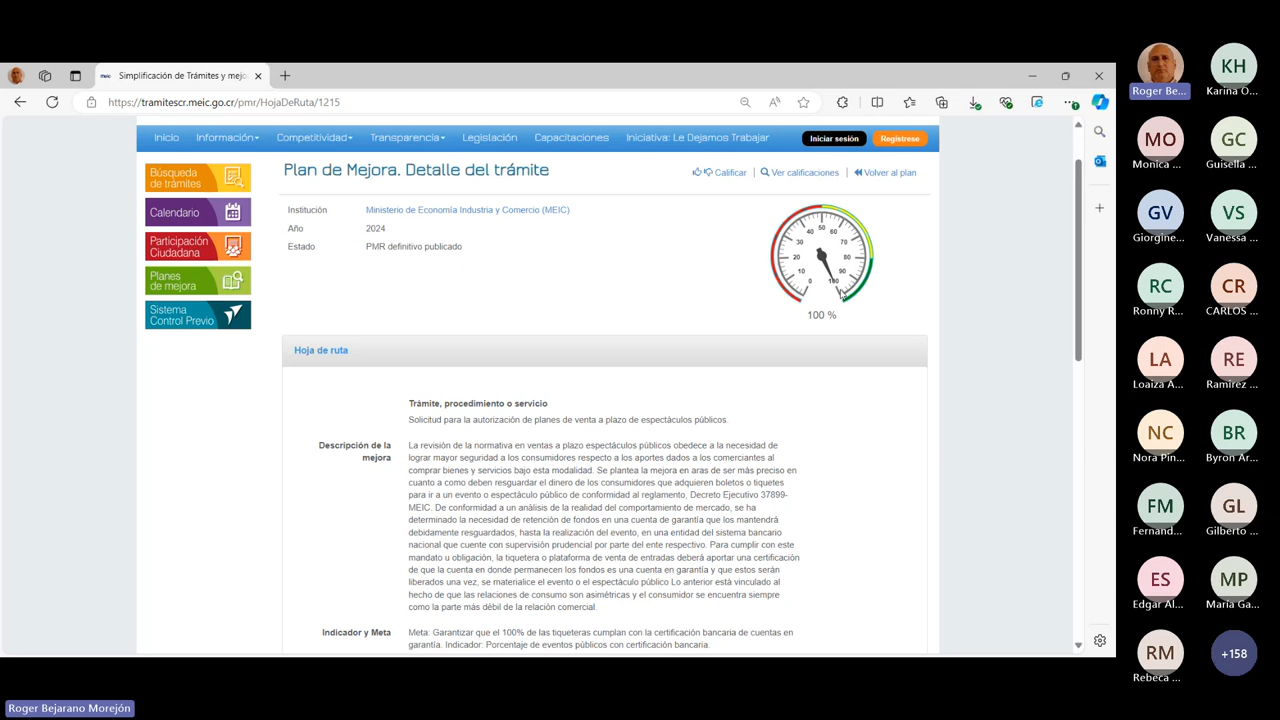 Simplificación de Trámites y mejo
https://tramitescr.meic.go.cr/pmr/HojaDeRuta/1215
Inicio Información Competitividad Transparencia Legislación Capacitaciones Iniciativa: Le Dejamos Trabajar Iniciar sesión Regístrese
Búsqueda de trámites
Calendario
Participación Ciudadana
Planes de mejora
Sistema Control Previo
Plan de Mejora. Detalle del trámite
Calificar | Ver calificaciones | Volver al plan
Institución Ministerio de Economía Industria y Comercio (MEIC)
Año 2024
Estado PMR definitivo publicado
0 10 20 30 40 50 60 70 80 90 100
100 %
Hoja de ruta
Trámite, procedimiento o servicio
Solicitud para la autorización de planes de venta a plazo de espectáculos públicos.
Descripción de la mejora
La revisión de la normativa en ventas a plazo espectáculos públicos obedece a la necesidad de
lograr mayor seguridad a los consumidores respecto a los aportes dados a los comerciantes al
comprar bienes y servicios bajo esta modalidad. Se plantea la mejora en aras de ser más preciso en
cuanto a como deben resguardar el dinero de los consumidores que adquieren boletos o tiquetes
para ir a un evento o espectáculo público de conformidad al reglamento, Decreto Ejecutivo 37899-
MEIC. De conformidad a un análisis de la realidad del comportamiento de mercado, se ha
determinado la necesidad de retención de fondos en una cuenta de garantía que los mantendrá
debidamente resguardados, hasta la realización del evento, en una entidad del sistema bancario
nacional que cuente con supervisión prudencial por parte del ente respectivo. Para cumplir con este
mandato u obligación, la tiquetera o plataforma de venta de entradas deberá aportar una certificación
de que la cuenta en donde permanecen los fondos es una cuenta en garantía y que estos serán
liberados una vez, se materialice el evento o el espectáculo público Lo anterior está vinculado al
hecho de que las relaciones de consumo son asimétricas y el consumidor se encuentra siempre
como la parte más débil de la relación comercial.
Indicador y Meta
Meta: Garantizar que el 100% de las tiqueteras cumplan con la certificación bancaria de cuentas en
garantía. Indicador: Porcentaje de eventos públicos con certificación bancaria.
Roger Be... KH Karina O...
MO Monica ... GC Guisella ...
GV Giorgine... VS Vanessa ...
RC Ronny R... CR CARLOS ...
LA Loaiza A... RE Ramirez ...
NC Nora Pin... BR Byron Ar...
FM Fernand... GL Gilberto ...
ES Edgar Al... MP María Ga...
RM Rebeca ... +158
Roger Bejarano Morejón